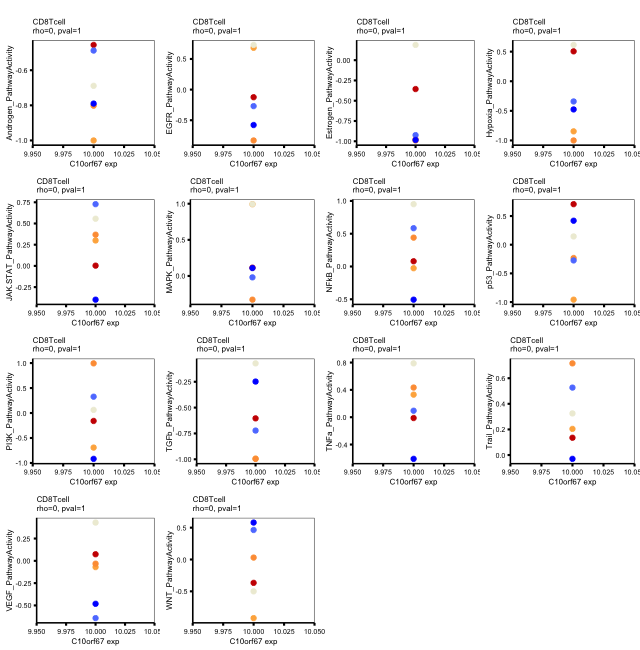 CD8Tcell
rho=0, pval=1
Androgen_PathwayActivity
-0.6
-0.8
-1.0
9.950 9.975 10.000 10.025 10.05
C10orf67 exp
CD8Tcell
rho=0, pval=1
EGFR_PathwayActivity
0.5
0.0
-0.5
9.950 9.975 10.000 10.025 10.05
C10orf67 exp
CD8Tcell
rho=0, pval=1
Estrogen_PathwayActivity
0.00
-0.25
-0.50
-0.75
-1.00
9.950 9.975 10.000 10.025 10.05
C10orf67 exp
CD8Tcell
rho=0, pval=1
Hypoxia_PathwayActivity
0.5
0.0
-0.5
-1.0
9.950 9.975 10.000 10.025 10.05
C10orf67 exp
CD8Tcell
rho=0, pval=1
JAK.STAT_PathwayActivity
0.75
0.50
0.25
0.00
-0.25
9.950 9.975 10.000 10.025 10.05
C10orf67 exp
CD8Tcell
rho=0, pval=1
MAPK_PathwayActivity
1.0
0.5
0.0
9.950 9.975 10.000 10.025 10.05
C10orf67 exp
CD8Tcell
rho=0, pval=1
NFkB_PathwayActivity
1.0
0.5
0.0
-0.5
9.950 9.975 10.000 10.025 10.05
C10orf67 exp
CD8Tcell
rho=0, pval=1
p53_PathwayActivity
0.5
0.0
-0.5
-1.0
9.950 9.975 10.000 10.025 10.05
C10orf67 exp
CD8Tcell
rho=0, pval=1
PI3K_PathwayActivity
1.0
0.5
0.0
-0.5
-1.0
9.950 9.975 10.000 10.025 10.05
C10orf67 exp
CD8Tcell
rho=0, pval=1
TGFb_PathwayActivity
-0.25
-0.50
-0.75
-1.00
9.950 9.975 10.000 10.025 10.05
C10orf67 exp
CD8Tcell
rho=0, pval=1
TNFa_PathwayActivity
0.8
0.4
0.0
-0.4
9.950 9.975 10.000 10.025 10.05
C10orf67 exp
CD8Tcell
rho=0, pval=1
Trail_PathwayActivity
0.6
0.4
0.2
0.0
9.950 9.975 10.000 10.025 10.05
C10orf67 exp
CD8Tcell
rho=0, pval=1
VEGF_PathwayActivity
0.25
0.00
-0.25
-0.50
9.950 9.975 10.000 10.025 10.05
C10orf67 exp
CD8Tcell
rho=0, pval=1
WNT_PathwayActivity
0.5
0.0
-0.5
9.950 9.975 10.000 10.025 10.050
C10orf67 exp